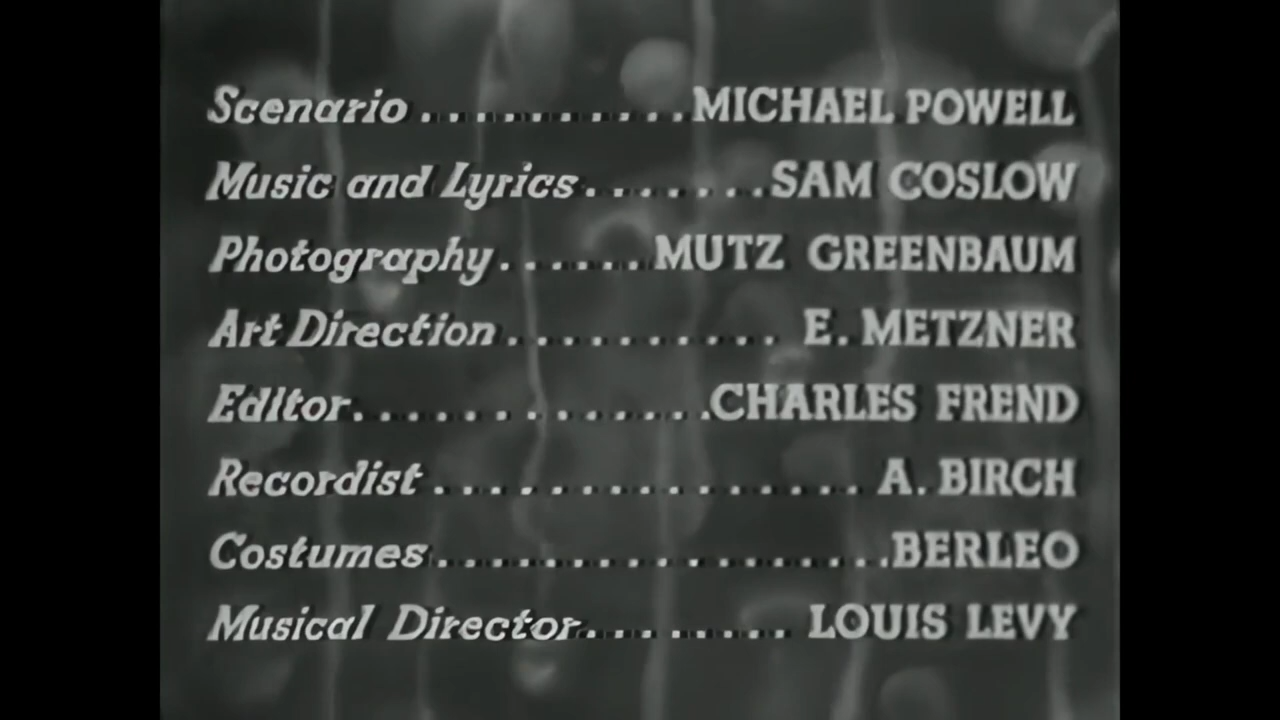 Scenario ..........MICHAEL POWELL
Music and Lyrics.......SAM COSLOW
Photography......MUTZ GREENBAUM
Art Direction.......... E. METZNER
Editor.............CHARLES FREND
Recordist ................ A. BIRCH
Costumes.................BERLEO
Musical Director......... LOUIS LEVY